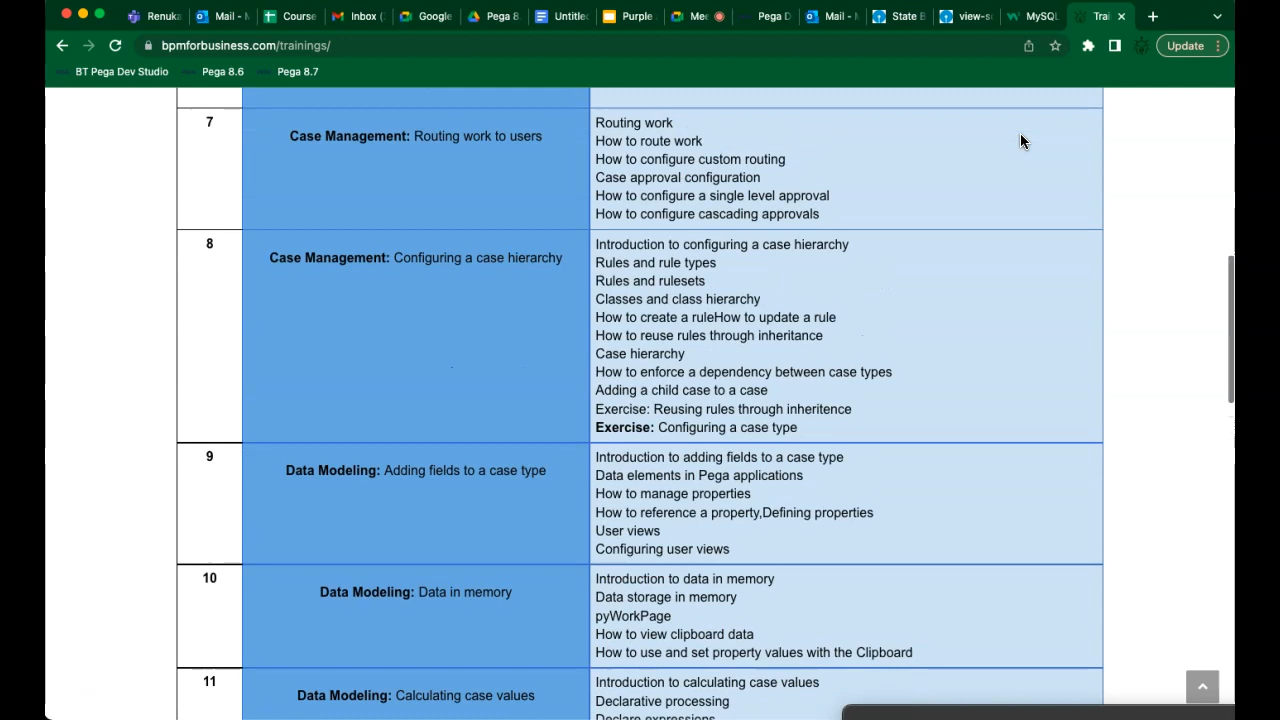 Renuka
Mail -
Course
Inbox (
Google
Pega 8.
Untitle
Purple
Mee
Pega D
Mail -
State B
view-s
MySQL
Trai
bpmforbusiness.com/trainings/
Update
BT Pega Dev Studio
Pega 8.6
Pega 8.7
7
Case Management: Routing work to users
Routing work
How to route work
How to configure custom routing
Case approval configuration
How to configure a single level approval
How to configure cascading approvals
8
Case Management: Configuring a case hierarchy
Introduction to configuring a case hierarchy
Rules and rule types
Rules and rulesets
Classes and class hierarchy
How to create a ruleHow to update a rule
How to reuse rules through inheritance
Case hierarchy
How to enforce a dependency between case types
Adding a child case to a case
Exercise: Reusing rules through inheritence
Exercise: Configuring a case type
9
Data Modeling: Adding fields to a case type
Introduction to adding fields to a case type
Data elements in Pega applications
How to manage properties
How to reference a property,Defining properties
User views
Configuring user views
10
Data Modeling: Data in memory
Introduction to data in memory
Data storage in memory
pyWorkPage
How to view clipboard data
How to use and set property values with the Clipboard
11
Data Modeling: Calculating case values
Introduction to calculating case values
Declarative processing
Declare expressions